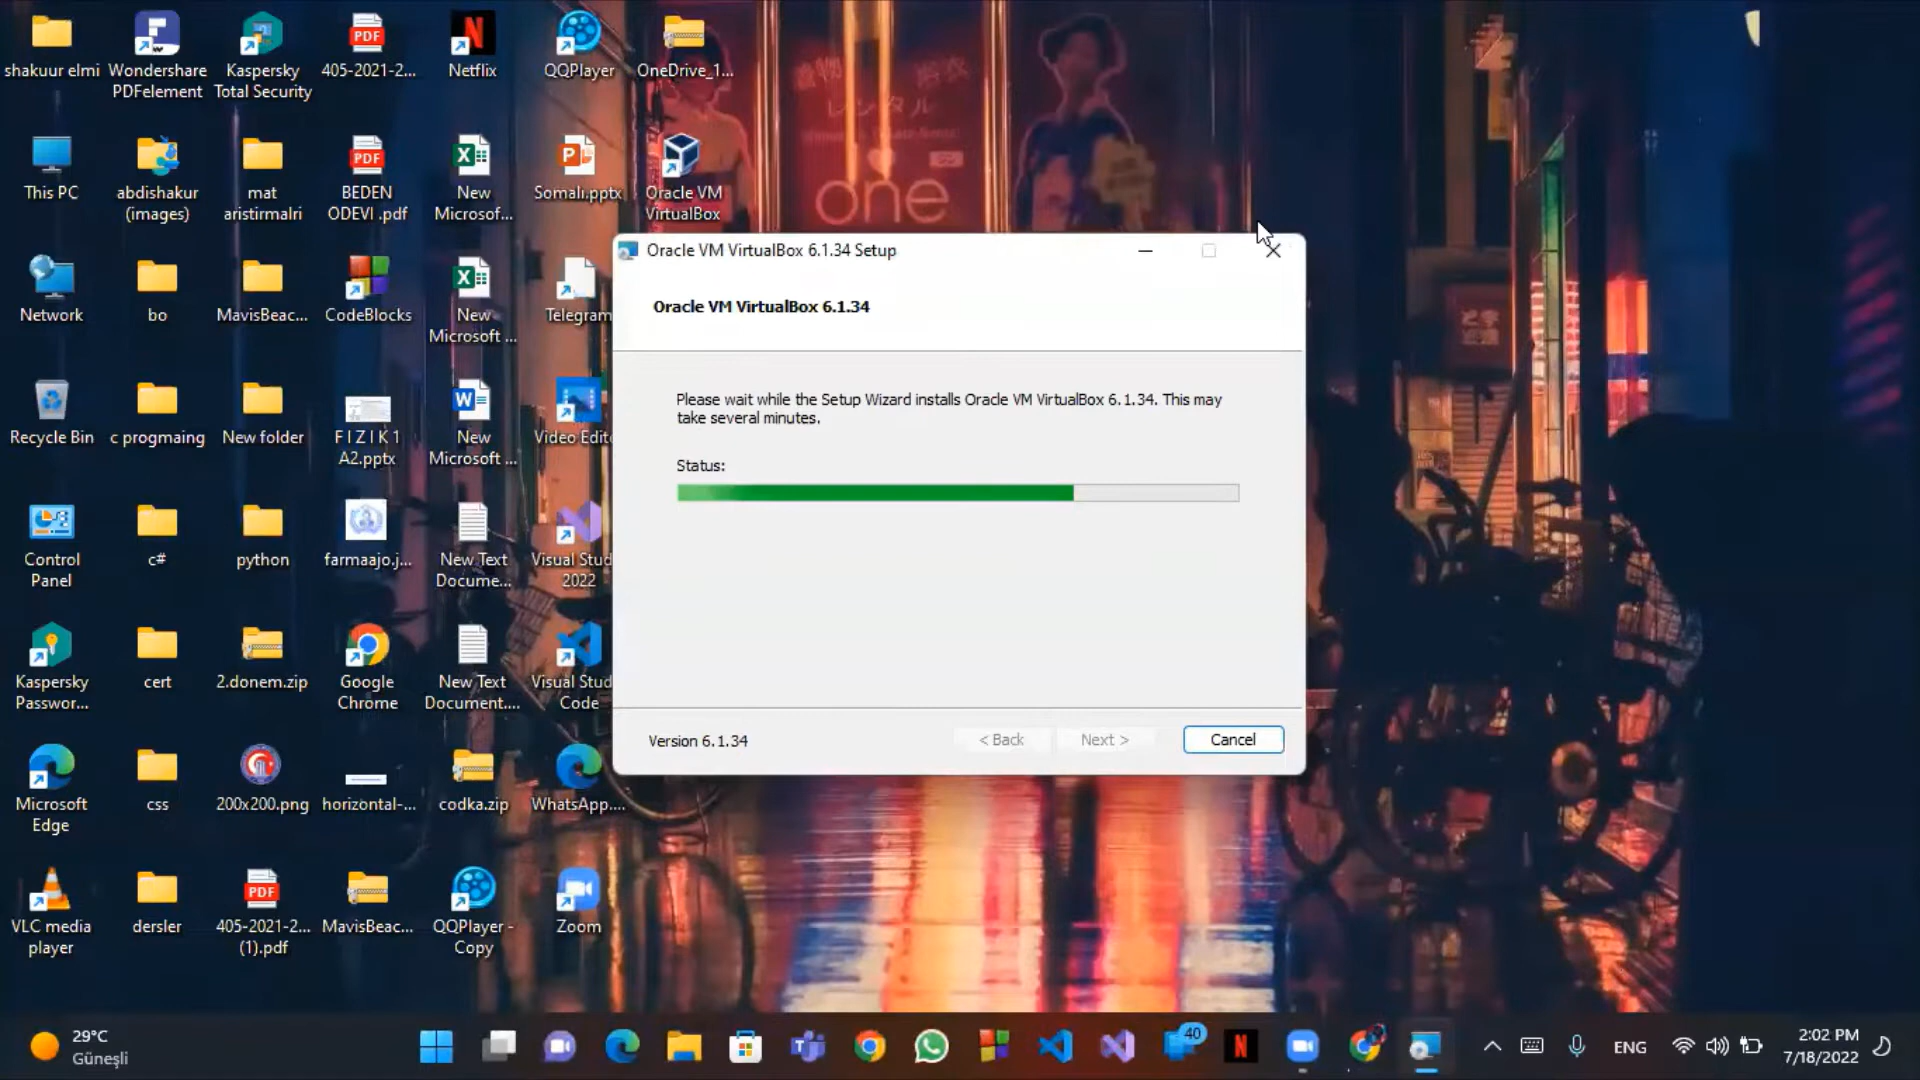 shakuur elmi
Wondershare
PDFelement
Kaspersky
Total Security
405-2021-2...
Netflix
QQPlayer
OneDrive_1...
This PC
abdishakur
(images)
mat
aristirmalri
BEDEN
ODEVI .pdf
New
Microsof...
Somalı.pptx
Oracle VM
VirtualBox
one
Network
bo
MavisBeac...
CodeBlocks
New
Microsoft ...
Telegram
Recycle Bin
c progmaing
New folder
F I Z I K 1
A2.pptx
New
Microsoft ...
Video Edito
Control
Panel
c#
python
farmaajo.j...
New Text
Docume...
Visual Stud
2022
Kaspersky
Passwor...
cert
2.donem.zip
Google
Chrome
New Text
Document....
Visual Stud
Code
Microsoft
Edge
css
200x200.png
horizontal-...
codka.zip
WhatsApp....
VLC media
player
dersler
405-2021-2...
(1).pdf
MavisBeac...
QQPlayer -
Copy
Zoom
Oracle VM VirtualBox 6.1.34 Setup
Oracle VM VirtualBox 6.1.34
Please wait while the Setup Wizard installs Oracle VM VirtualBox 6.1.34. This may
take several minutes.
Status:
Version 6.1.34
< Back
Next >
Cancel
29°C
Güneşli
40
ENG
2:02 PM
7/18/2022